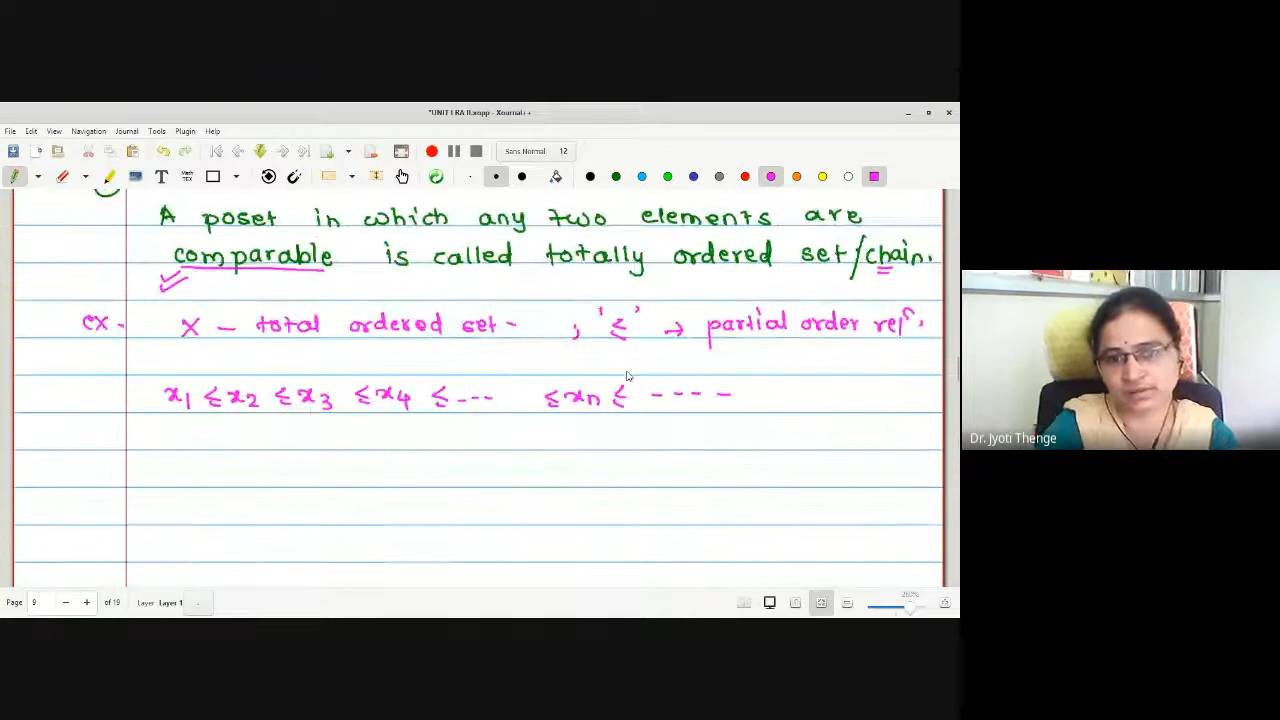 *UNIT I RA II.xopp - Xournal++
File Edit View Navigation Journal Tools Plugin Help
Sans Normal 12
A poset in which any two elements are
comparable is called totally ordered set/chain.
ex- X - total ordered set- , '≤' → partial order relⁿ.
x₁ ≤ x₂ ≤ x₃ ≤ x₄ ≤ --- ≤ xn ≤ - - - -
Dr. Jyoti Thenge
Page 9 of 19 Layer Layer 1
260%